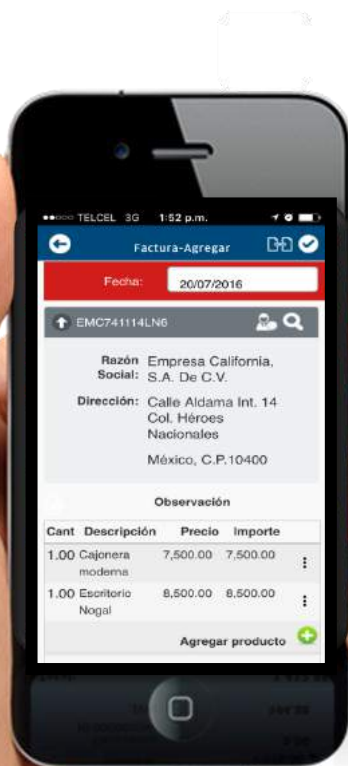 TELCEL 3G 1:52 p.m.
Factura-Agregar
Fecha: 20/07/2016
EMC741114LN6
Razón Social: Empresa California, S.A. De C.V.
Dirección: Calle Aldama Int. 14
Col. Héroes
Nacionales
México, C.P.10400
Observación
Cant Descripción Precio Importe
1.00 Cajonera moderna 7,500.00 7,500.00
1.00 Escritorio Nogal 8,500.00 8,500.00
Agregar producto